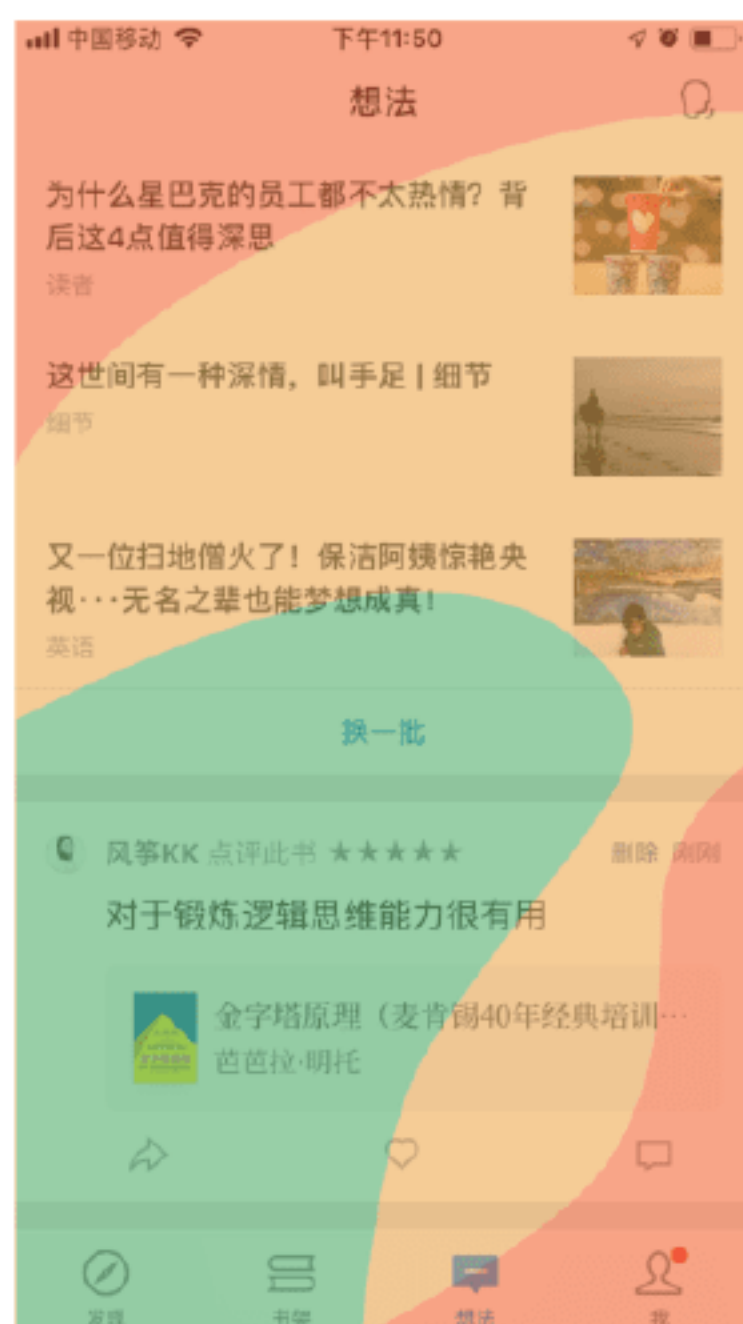 中国移动 下午11:50
想法
为什么星巴克的员工都不太热情？背
后这4点值得深思
读者
这世间有一种深情，叫手足 | 细节
细节
又一位扫地僧火了！保洁阿姨惊艳央
视···无名之辈也能梦想成真！
英语
换一批
风筝KK 点评此书 ★★★★★ 删除 刚刚
对于锻炼逻辑思维能力很有用
金字塔原理（麦肯锡40年经典培训···
芭芭拉·明托
发现 书架 想法 我